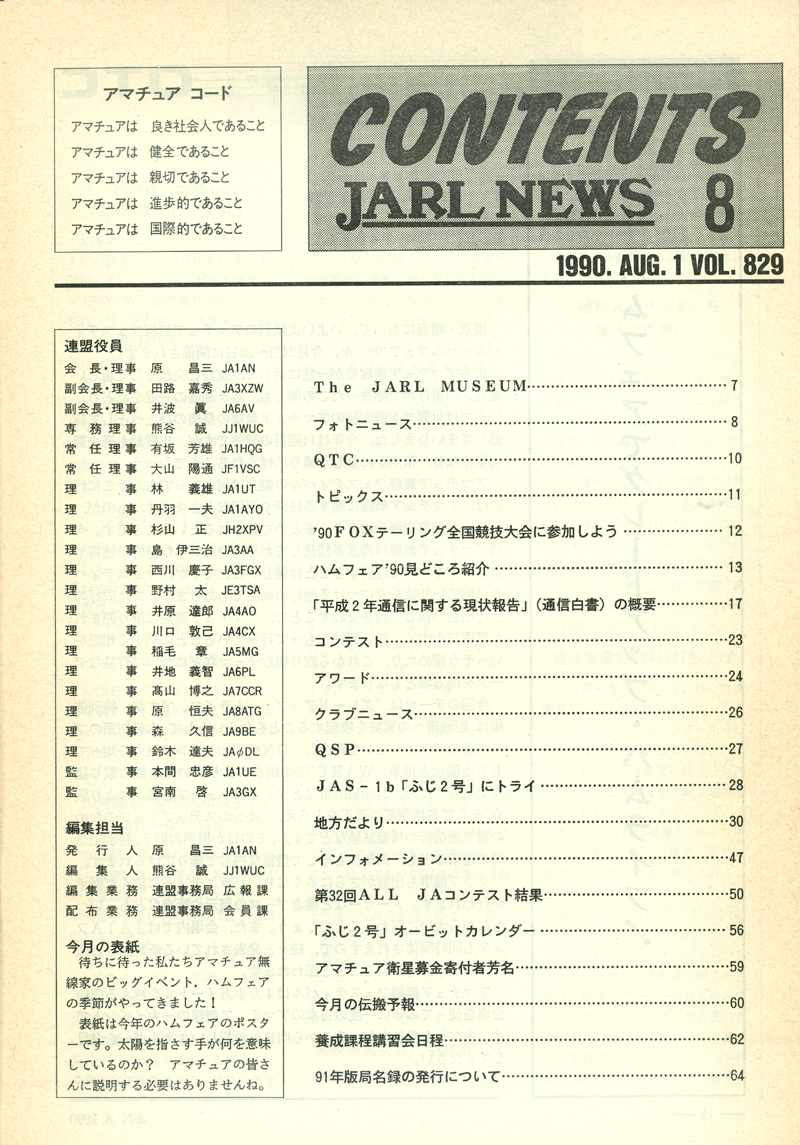 アマチュア コード
アマチュアは 良き社会人であること
アマチュアは 健全であること
アマチュアは 親切であること
アマチュアは 進歩的であること
アマチュアは 国際的であること
CONTENTS
JARL NEWS 8
1990. AUG. 1 VOL. 829
連盟役員
会長・理事 原 昌三 JA1AN
副会長・理事 田路 嘉秀 JA3XZW
副会長・理事 井波 眞 JA6AV
専務理事 熊谷 誠 JJ1WUC
常任理事 有坂 芳雄 JA1HQG
常任理事 大山 陽通 JF1VSC
理事 林 義雄 JA1UT
理事 丹羽 一夫 JA1AYO
理事 杉山 正 JH2XPV
理事 島 伊三治 JA3AA
理事 西川 慶子 JA3FGX
理事 野村 太 JE3TSA
理事 井原 達郎 JA4AO
理事 川口 敦己 JA4CX
理事 稲毛 章 JA5MG
理事 井地 義智 JA6PL
理事 髙山 博之 JA7CCR
理事 原 恒夫 JA8ATG
理事 森 久信 JA9BE
理事 鈴木 達夫 JAφDL
監事 本間 忠彦 JA1UE
監事 宮南 啓 JA3GX
編集担当
発行人 原 昌三 JA1AN
編集人 熊谷 誠 JJ1WUC
編集業務 連盟事務局 広報課
配布業務 連盟事務局 会員課
今月の表紙
待ちに待った私たちアマチュア無
線家のビッグイベント，ハムフェア
の季節がやってきました！
表紙は今年のハムフェアのポスタ
ーです。太陽を指さす手が何を意味
しているのか？ アマチュアの皆さ
んに説明する必要はありませんね。
The JARL MUSEUM……7
フォトニュース……8
QTC……10
トピックス……11
'90FOXテーリング全国競技大会に参加しよう……12
ハムフェア'90見どころ紹介……13
「平成2年通信に関する現状報告」（通信白書）の概要……17
コンテスト……23
アワード……24
クラブニュース……26
QSP……27
JAS-1b「ふじ2号」にトライ……28
地方だより……30
インフォメーション……47
第32回ALL JAコンテスト結果……50
「ふじ2号」オービットカレンダー……56
アマチュア衛星募金寄付者芳名……59
今月の伝搬予報……60
養成課程講習会日程……62
91年版局名録の発行について……64